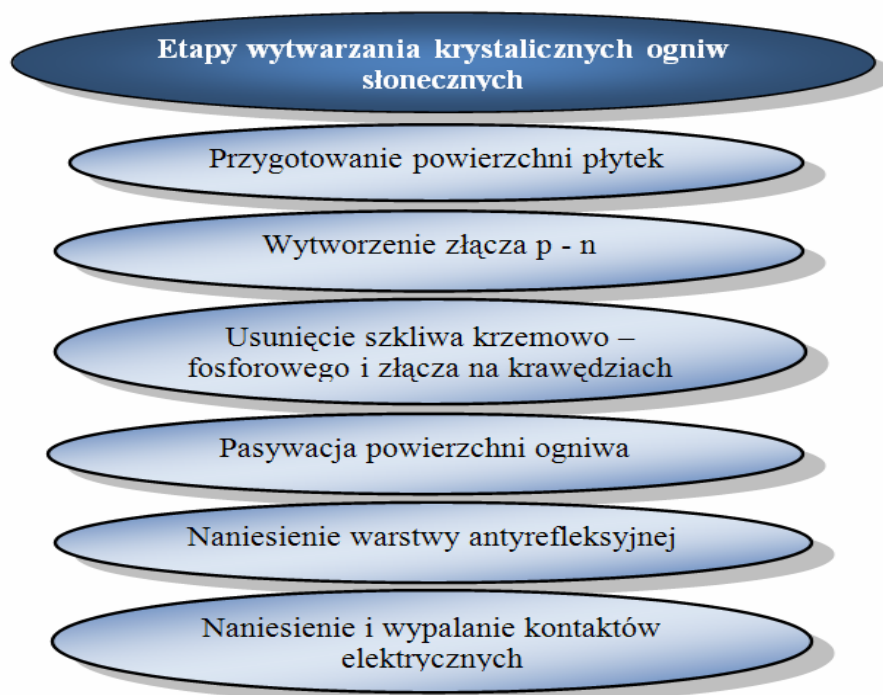 Etapy wytwarzania krystalicznych ogniw
słonecznych
Przygotowanie powierzchni płytek
Wytworzenie złącza p - n
Usunięcie szkliwa krzemowo –
fosforowego i złącza na krawędziach
Pasywacja powierzchni ogniwa
Naniesienie warstwy antyrefleksyjnej
Naniesienie i wypalanie kontaktów
elektrycznych